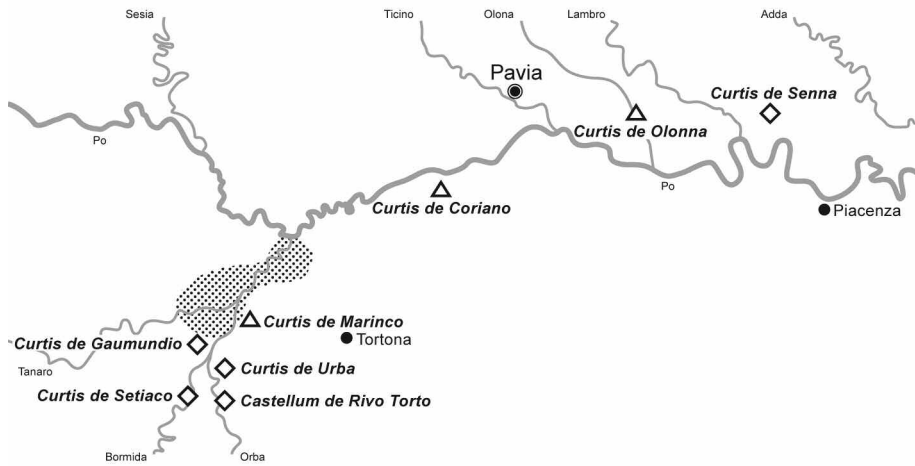 Sesia
Ticino
Olona
Lambro
Adda
Pavia
Curtis de Senna
Curtis de Olonna
Po
Po
Curtis de Coriano
Piacenza
Curtis de Marinco
Tortona
Curtis de Gaumundio
Tanaro
Curtis de Urba
Curtis de Setiaco
Castellum de Rivo Torto
Bormida
Orba